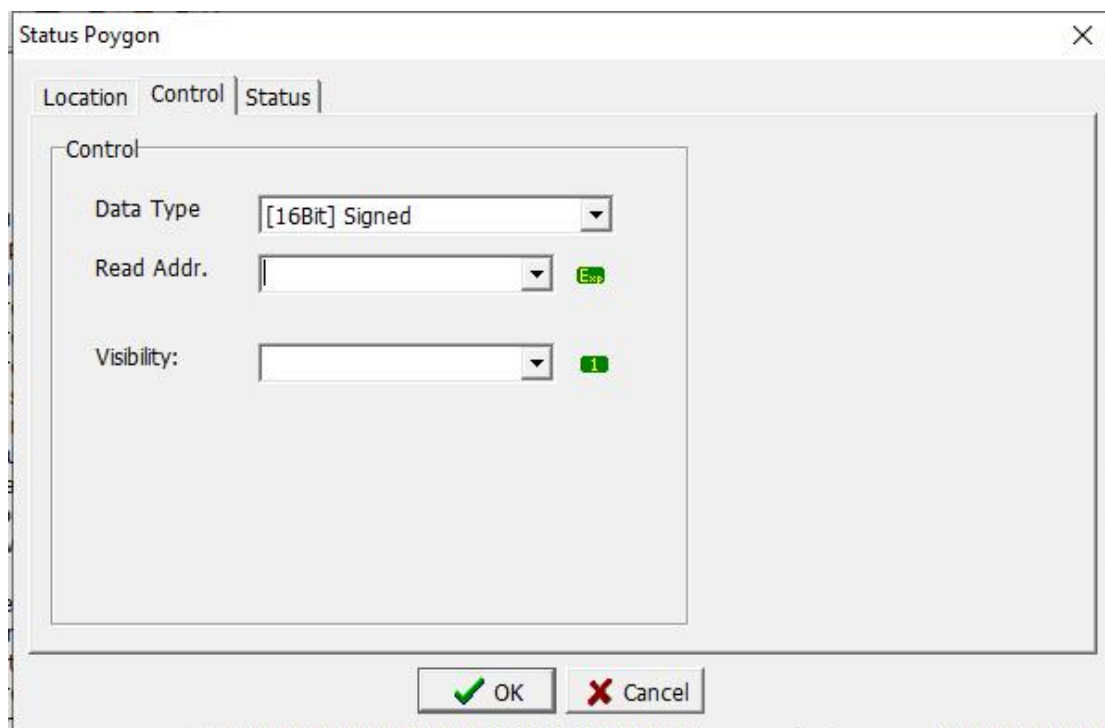 Status Poygon
Location Control Status
Control
Data Type [16Bit] Signed
Read Addr. Exp
Visibility: 1
OK Cancel